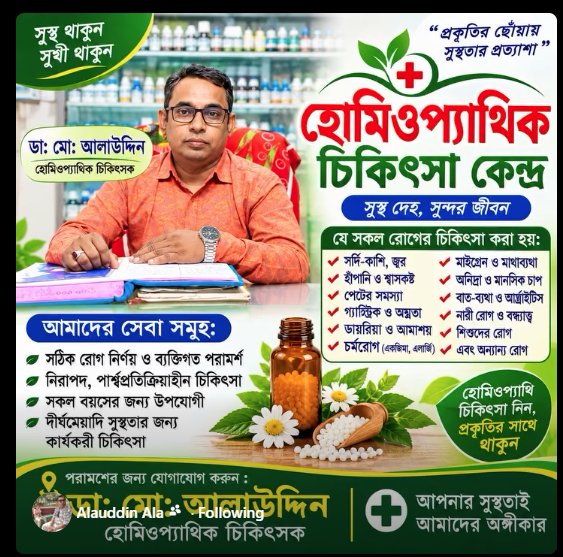 সুস্থ থাকুন
সুখী থাকুন
“প্রকৃতির ছোঁয়ায়
সুস্থতার প্রত্যাশা”
হোমিওপ্যাথিক
চিকিৎসা কেন্দ্র
সুস্থ দেহ, সুন্দর জীবন
ডা: মো: আলাউদ্দিন
হোমিওপ্যাথিক চিকিৎসক
যে সকল রোগের চিকিৎসা করা হয়:
সর্দি-কাশি, জ্বর
হাঁপানি ও শ্বাসকষ্ট
পেটের সমস্যা
গ্যাস্ট্রিক ও অম্লতা
ডায়রিয়া ও আমাশয়
চর্মরোগ (একজিমা, এলার্জি)
মাইগ্রেন ও মাথাব্যথা
অনিদ্রা ও মানসিক চাপ
বাত-ব্যথা ও আর্থ্রাইটিস
নারী রোগ ও বন্ধ্যাত্ব
শিশুদের রোগ
এবং অন্যান্য রোগ
আমাদের সেবা সমূহ:
সঠিক রোগ নির্ণয় ও ব্যক্তিগত পরামর্শ
নিরাপদ, পার্শ্বপ্রতিক্রিয়াহীন চিকিৎসা
সকল বয়সের জন্য উপযোগী
দীর্ঘমেয়াদি সুস্থতার জন্য
কার্যকরী চিকিৎসা
হোমিওপ্যাথি
চিকিৎসা নিন,
প্রকৃতির সাথে
থাকুন
পরামর্শের জন্য যোগাযোগ করুন :
ডা: মো: আলাউদ্দিন
Alauddin Ala Following
হোমিওপ্যাথিক চিকিৎসক
আপনার সুস্থতাই
আমাদের অঙ্গীকার